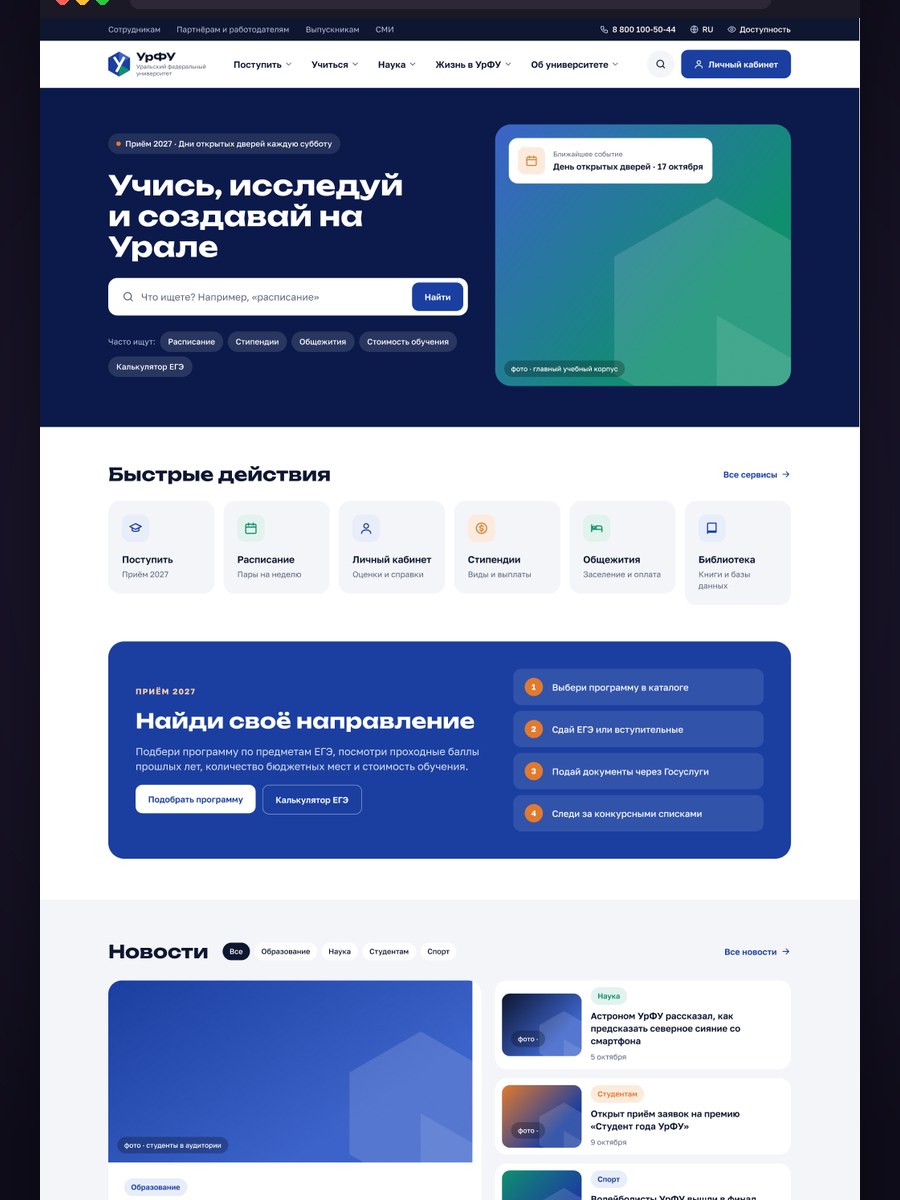 Сотрудникам Партнёрам и работодателям Выпускникам СМИ 8 800 100-50-44 RU Доступность
УрФУ
Уральский федеральный
университет
Поступить Учиться Наука Жизнь в УрФУ Об университете Личный кабинет
Приём 2027 · Дни открытых дверей каждую субботу
Учись, исследуй
и создавай на
Урале
Что ищете? Например, «расписание» Найти
Часто ищут: Расписание Стипендии Общежития Стоимость обучения
Калькулятор ЕГЭ
Ближайшее событие
День открытых дверей · 17 октября
фото · главный учебный корпус
Быстрые действия Все сервисы
Поступить
Приём 2027
Расписание
Пары на неделю
Личный кабинет
Оценки и справки
Стипендии
Виды и выплаты
Общежития
Заселение и оплата
Библиотека
Книги и базы
данных
ПРИЁМ 2027
Найди своё направление
Подбери программу по предметам ЕГЭ, посмотри проходные баллы
прошлых лет, количество бюджетных мест и стоимость обучения.
Подобрать программу Калькулятор ЕГЭ
1 Выбери программу в каталоге
2 Сдай ЕГЭ или вступительные
3 Подай документы через Госуслуги
4 Следи за конкурсными списками
Новости Все Образование Наука Студентам Спорт Все новости
фото · студенты в аудитории
Образование
фото ·
Наука
Астроном УрФУ рассказал, как
предсказать северное сияние со
смартфона
5 октября
фото ·
Студентам
Открыт приём заявок на премию
«Студент года УрФУ»
9 октября
Спорт
Волейболисты УрФУ вышли в финал